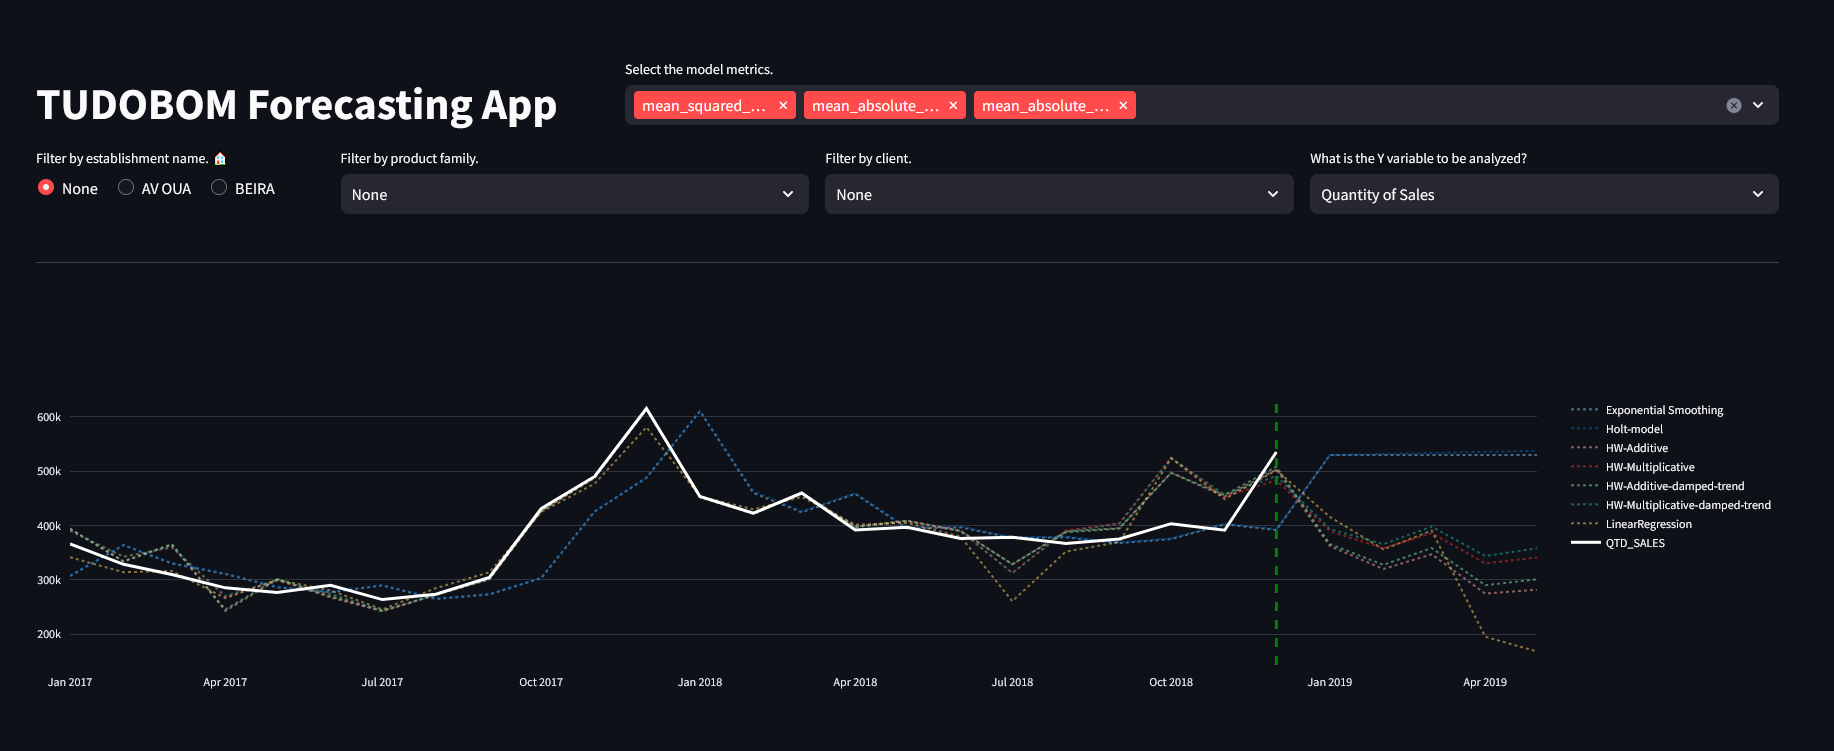 Select the model metrics.
TUDOBOM Forecasting App
mean_squared_... mean_absolute_... mean_absolute_...
Filter by establishment name.
None AV OUA BEIRA
Filter by product family.
None
Filter by client.
None
What is the Y variable to be analyzed?
Quantity of Sales
600k
500k
400k
300k
200k
Jan 2017 Apr 2017 Jul 2017 Oct 2017 Jan 2018 Apr 2018 Jul 2018 Oct 2018 Jan 2019 Apr 2019
Exponential Smoothing
Holt-model
HW-Additive
HW-Multiplicative
HW-Additive-damped-trend
HW-Multiplicative-damped-trend
LinearRegression
QTD_SALES